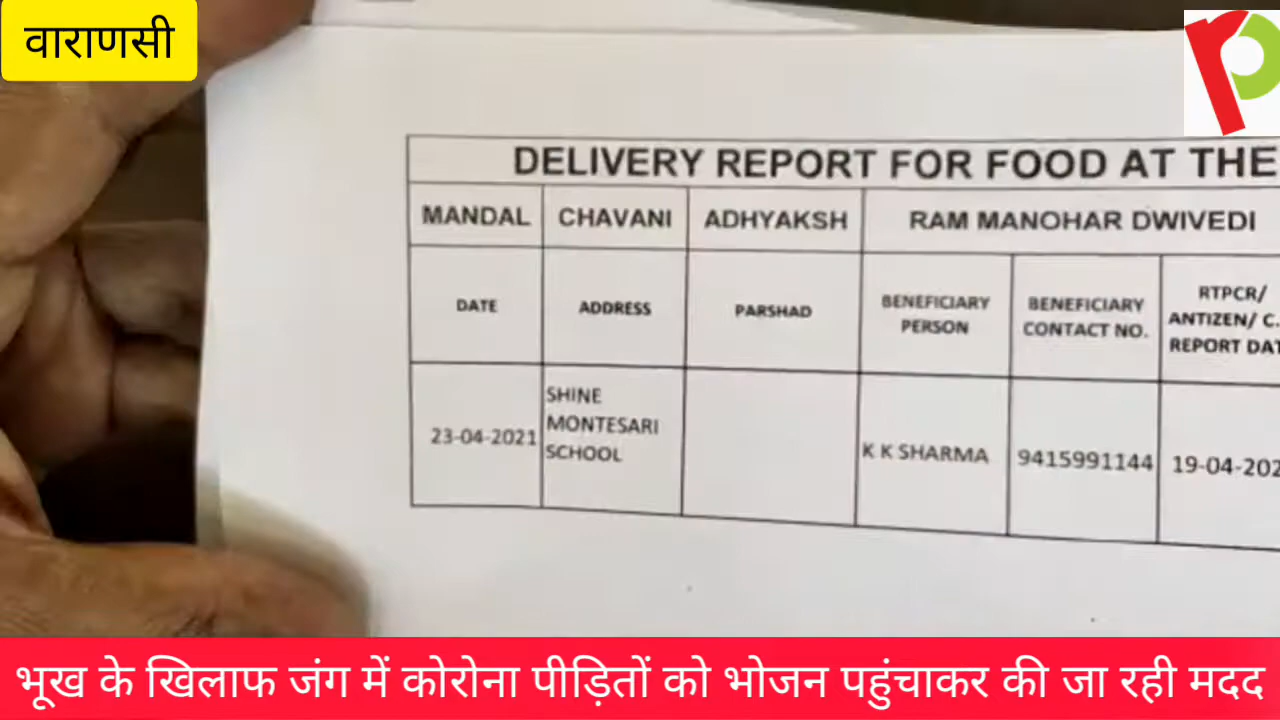 वाराणसी
rp
DELIVERY REPORT FOR FOOD AT THE
MANDAL CHAVANI ADHYAKSH RAM MANOHAR DWIVEDI
DATE ADDRESS PARSHAD BENEFICIARY PERSON BENEFICIARY CONTACT NO. RTPCR/ ANTIZEN/ C. REPORT DAT
23-04-2021 SHINE MONTESARI SCHOOL K K SHARMA 9415991144 19-04-202
भूख के खिलाफ जंग में कोरोना पीड़ितों को भोजन पहुंचाकर की जा रही मदद